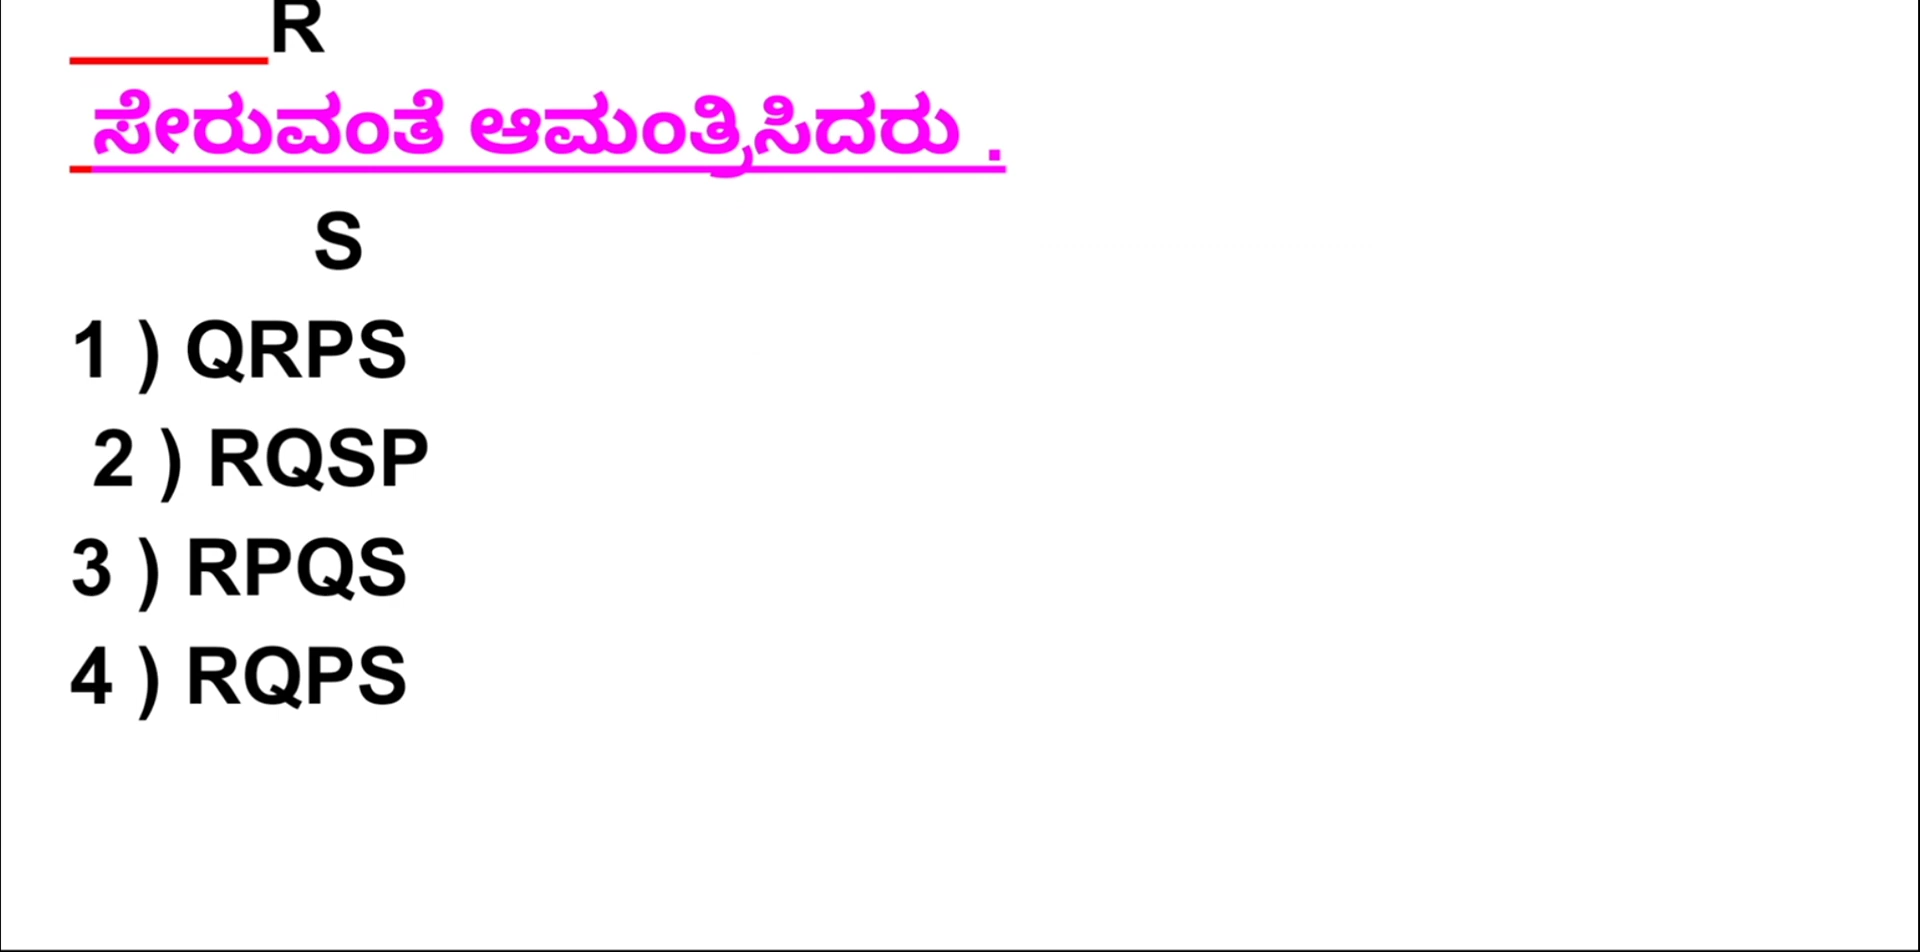 R
ಸೇರುವಂತೆ ಆಮಂತ್ರಿಸಿದರು .
S
1 ) QRPS
2 ) RQSP
3 ) RPQS
4 ) RQPS